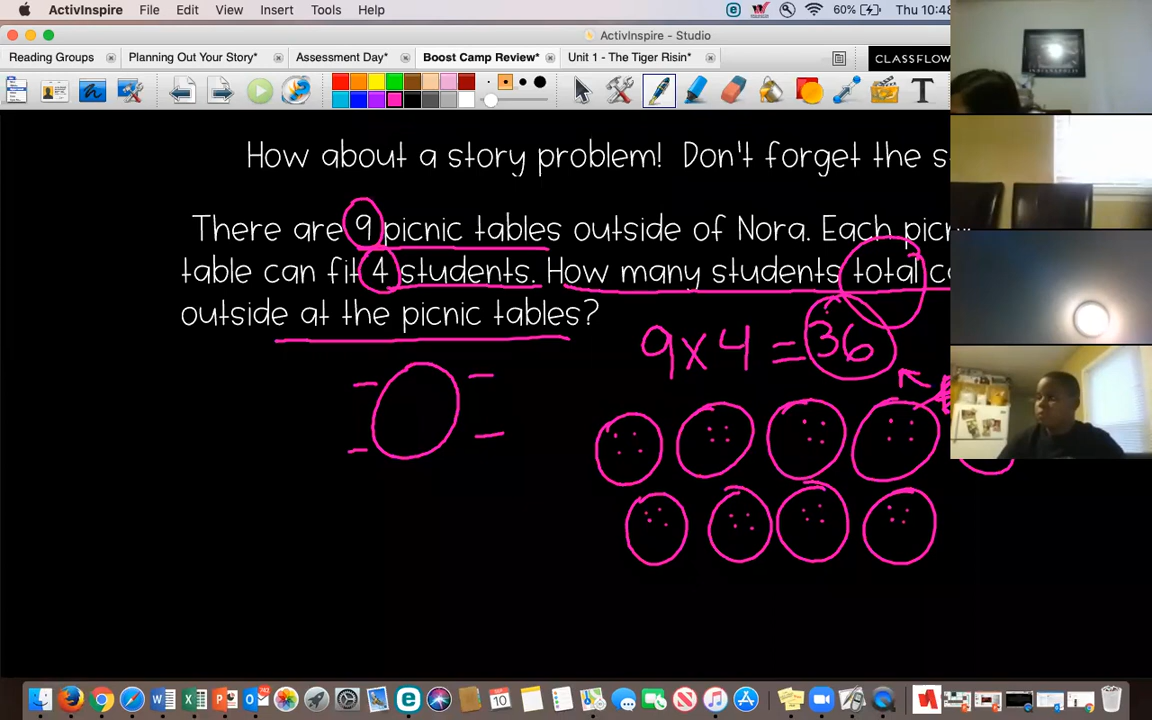 ActivInspire File Edit View Insert Tools Help 60% Thu 10:48
ActivInspire - Studio
Reading Groups Planning Out Your Story* Assessment Day* Boost Camp Review* Unit 1 - The Tiger Risin* CLASSFLOW
How about a story problem! Don't forget the
There are 9 picnic tables outside of Nora. Each
table can fit 4 students. How many students total
outside at the picnic tables?
9 x 4 = 36